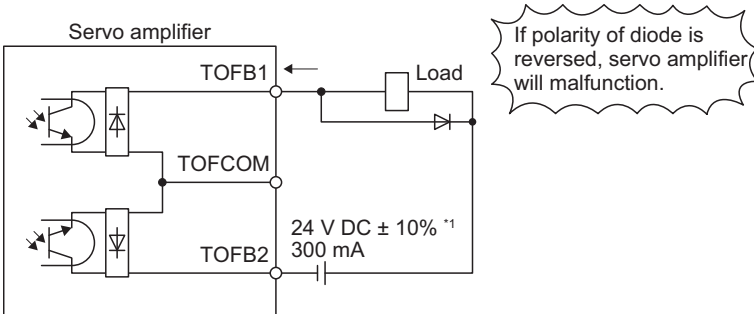 Servo amplifier
TOFB1
Load
If polarity of diode is
reversed, servo amplifier
will malfunction.
TOFCOM
24 V DC ± 10% *1
300 mA
TOFB2